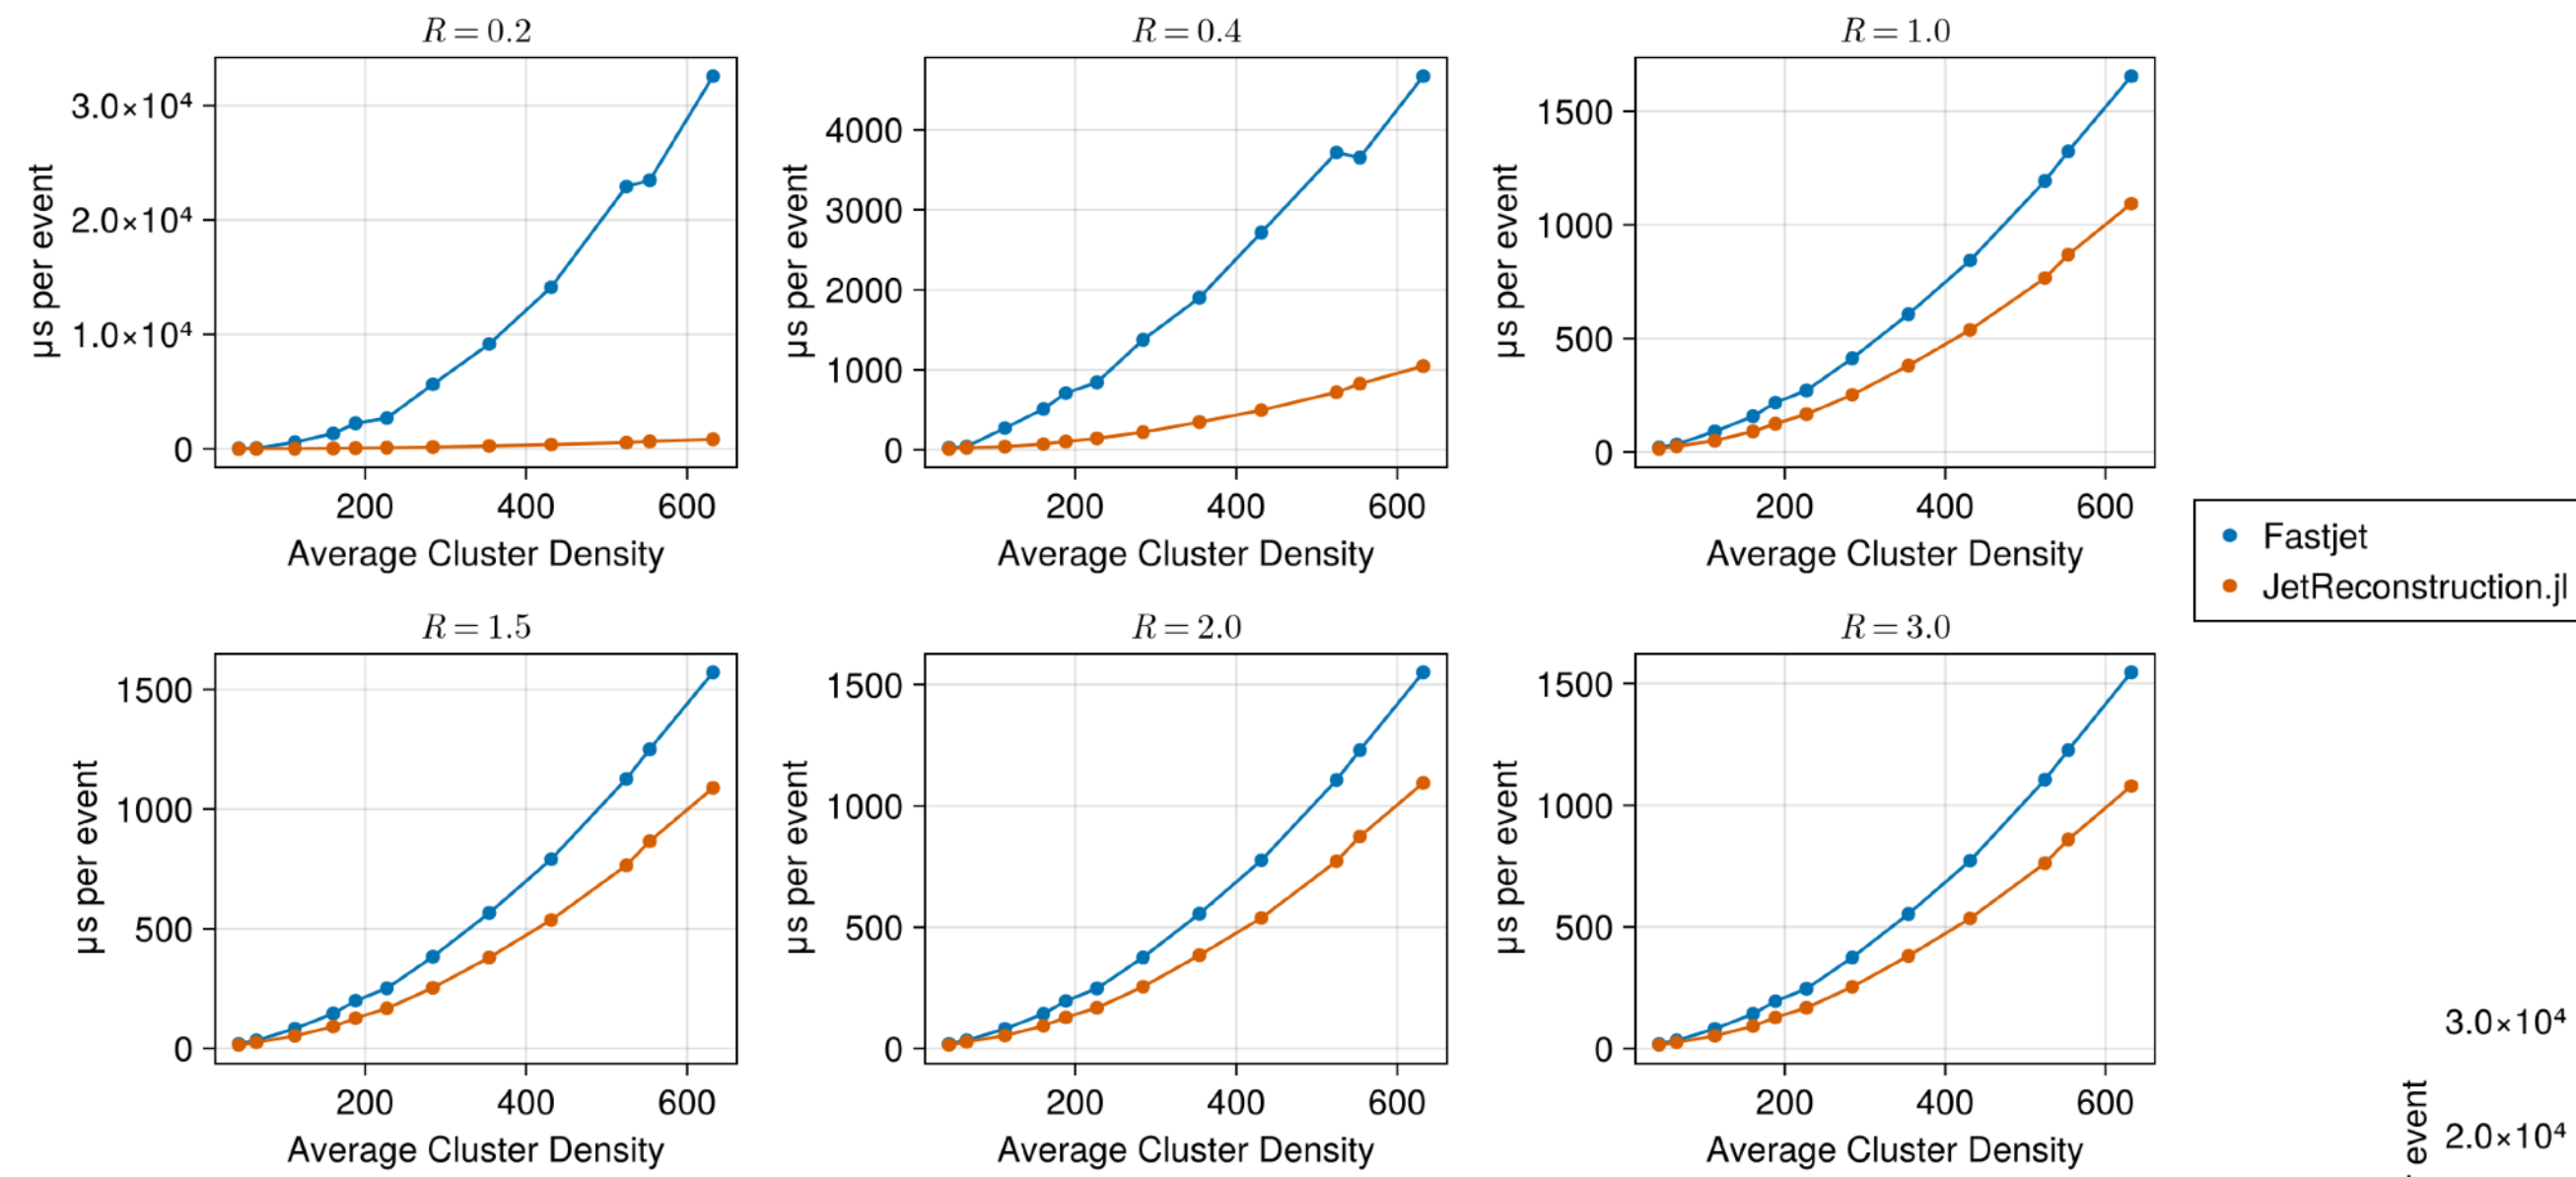 R = 0.2
3.0×10⁴
2.0×10⁴
1.0×10⁴
0
µs per event
200 400 600
Average Cluster Density
R = 0.4
4000
3000
2000
1000
0
µs per event
200 400 600
Average Cluster Density
R = 1.0
1500
1000
500
0
µs per event
200 400 600
Average Cluster Density
Fastjet
JetReconstruction.jl
R = 1.5
1500
1000
500
0
µs per event
200 400 600
Average Cluster Density
R = 2.0
1500
1000
500
0
µs per event
200 400 600
Average Cluster Density
R = 3.0
1500
1000
500
0
µs per event
200 400 600
Average Cluster Density
3.0×10⁴
2.0×10⁴
event